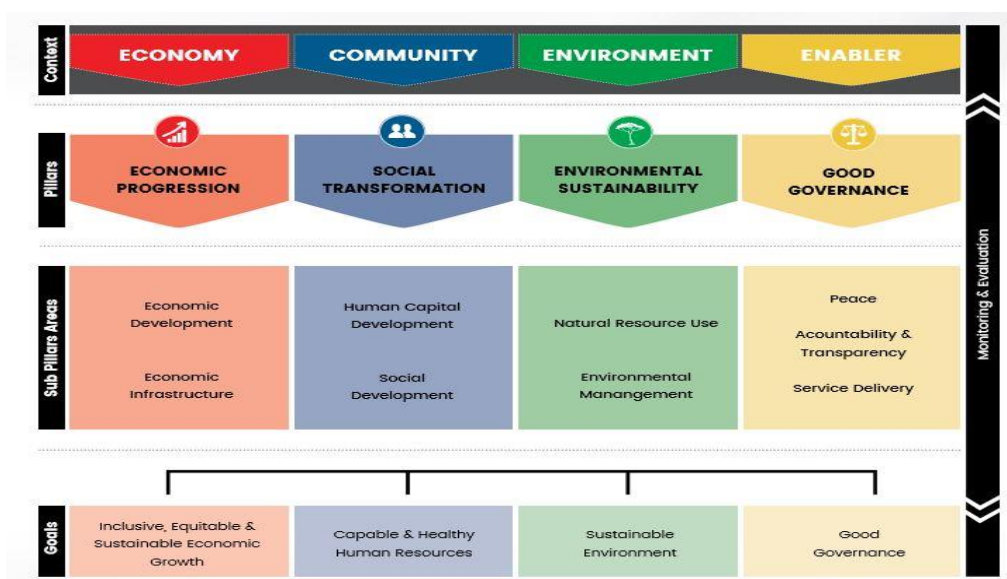 Context
ECONOMY
COMMUNITY
ENVIRONMENT
ENABLER
Pillars
ECONOMIC
PROGRESSION
SOCIAL
TRANSFORMATION
ENVIRONMENTAL
SUSTAINABILITY
GOOD
GOVERNANCE
Sub Pillars Areas
Economic
Development
Economic
Infrastructure
Human Capital
Development
Social
Development
Natural Resource Use
Environmental
Manangement
Peace
Acountability &
Transparency
Service Delivery
Goals
Inclusive, Equitable &
Sustainable Economic
Growth
Capable & Healthy
Human Resources
Sustainable
Environment
Good
Governance
Monitoring & Evaluation